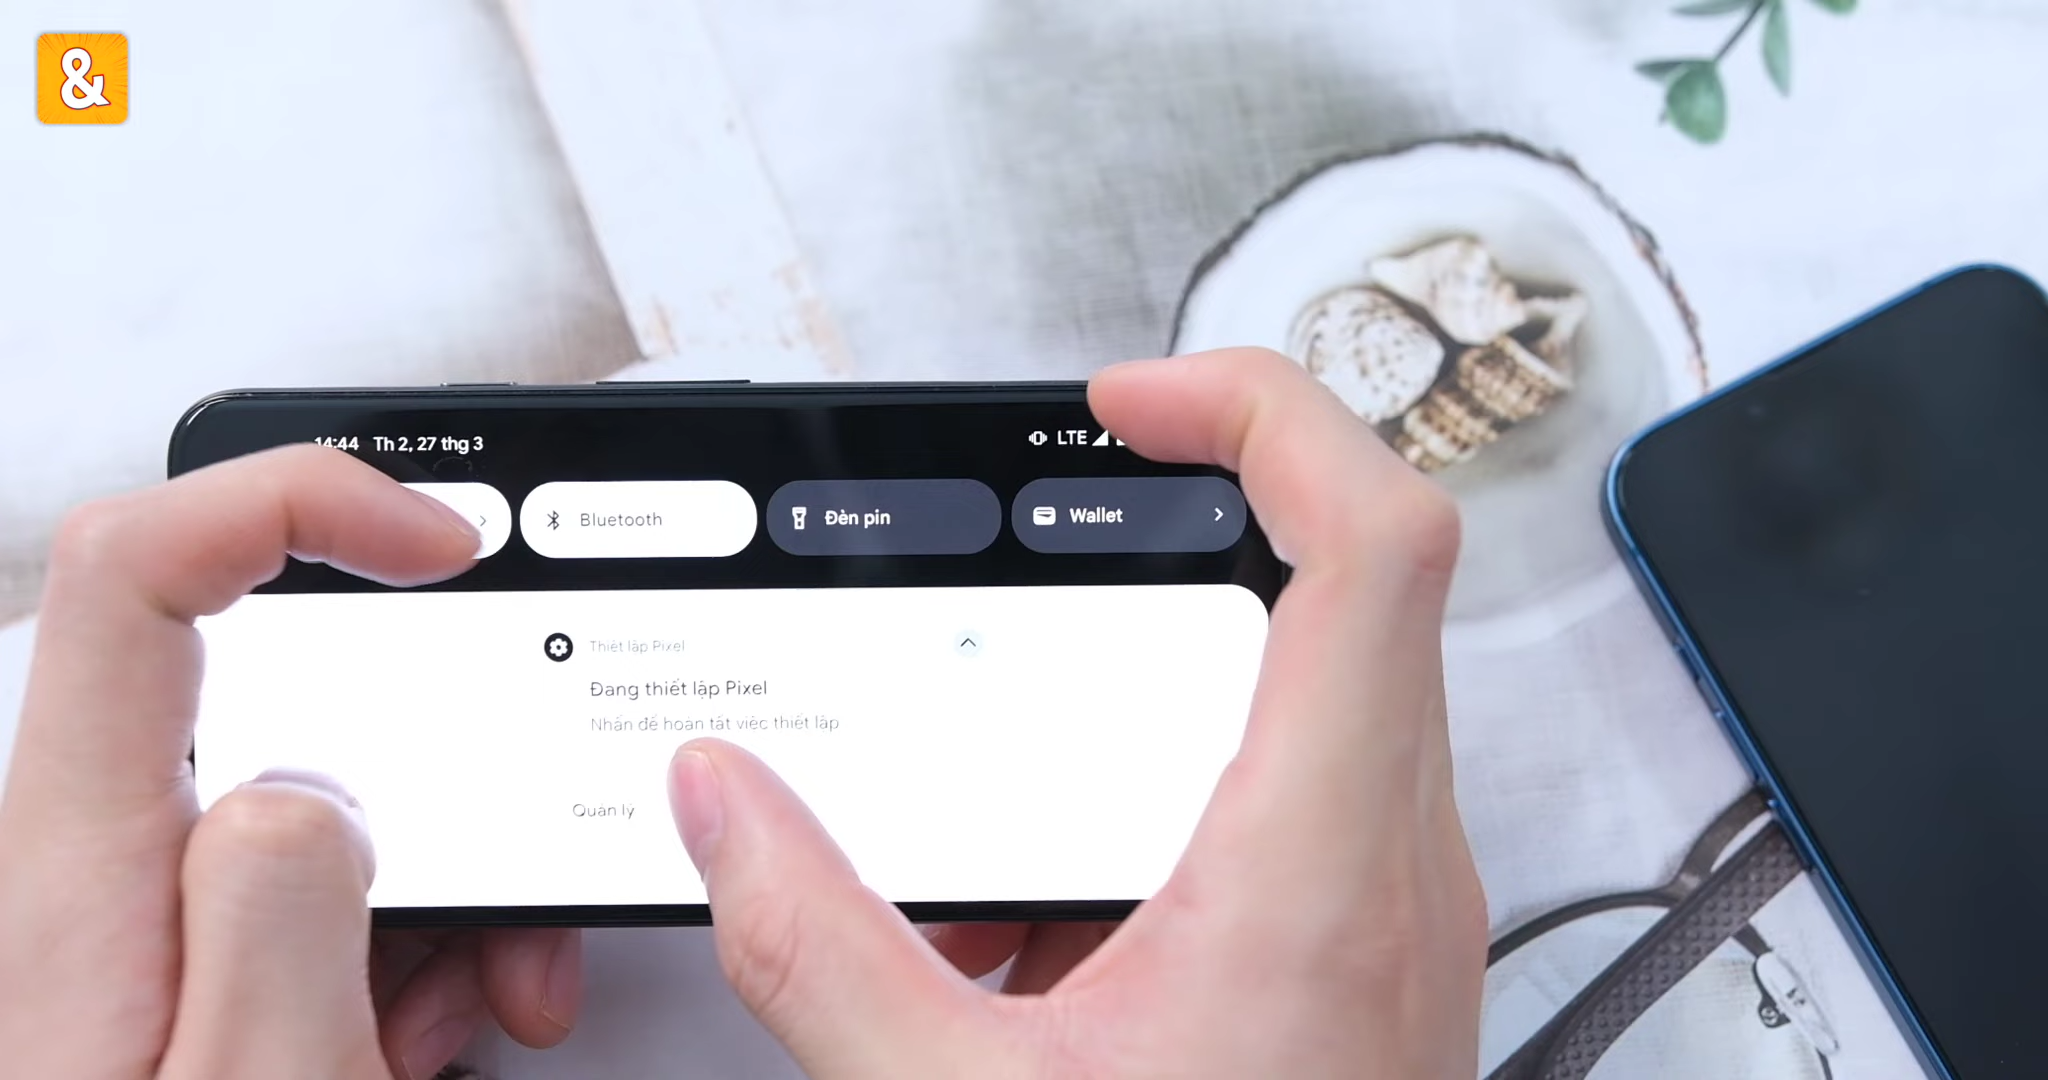 &
14:44 Th 2, 27 thg 3
LTE
Bluetooth
Đèn pin
Wallet
Thiết lập Pixel
Đang thiết lập Pixel
Nhấn để hoàn tất việc thiết lập
Quản lý